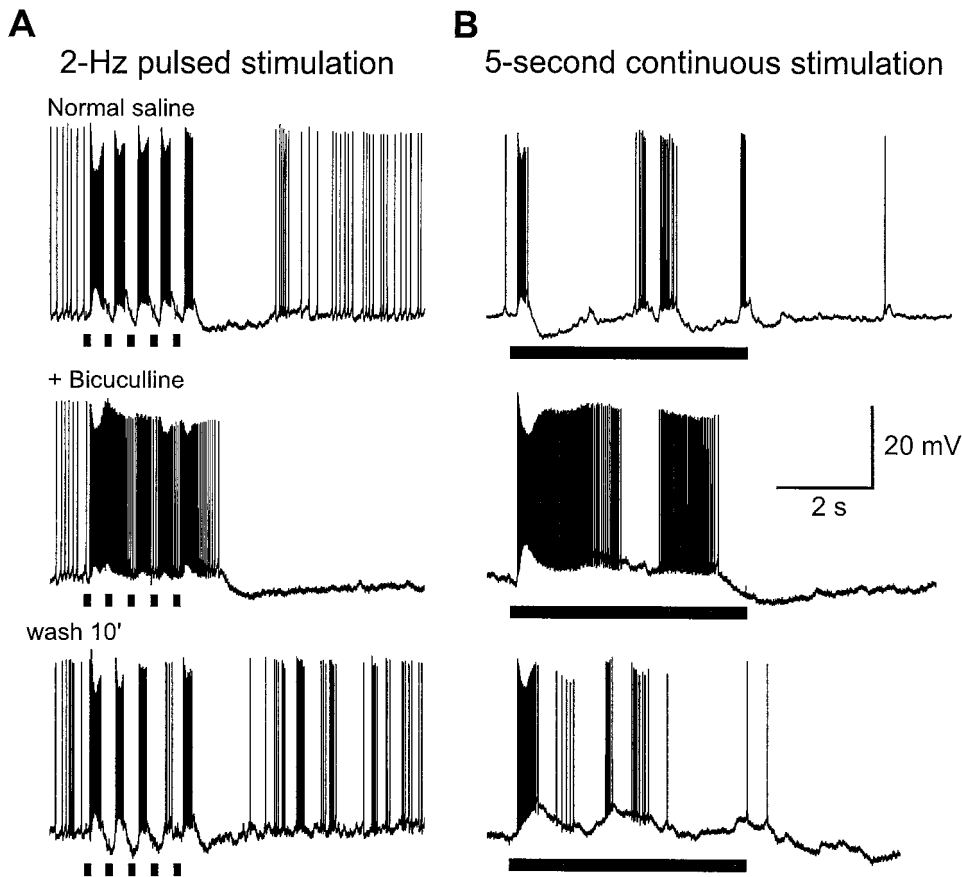 A
B
2-Hz pulsed stimulation
5-second continuous stimulation
Normal saline
+ Bicuculline
20 mV
2 s
wash 10'